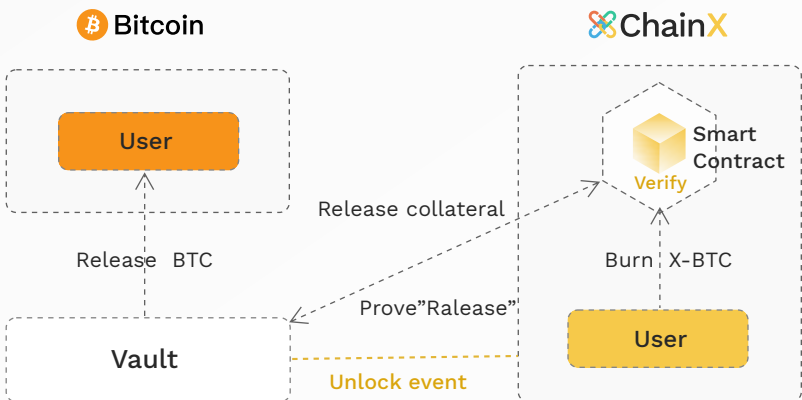 Bitcoin
ChainX
User
Smart
Contract
Verify
Release collateral
Release BTC
Burn X-BTC
Prove”Ralease”
User
Vault
Unlock event